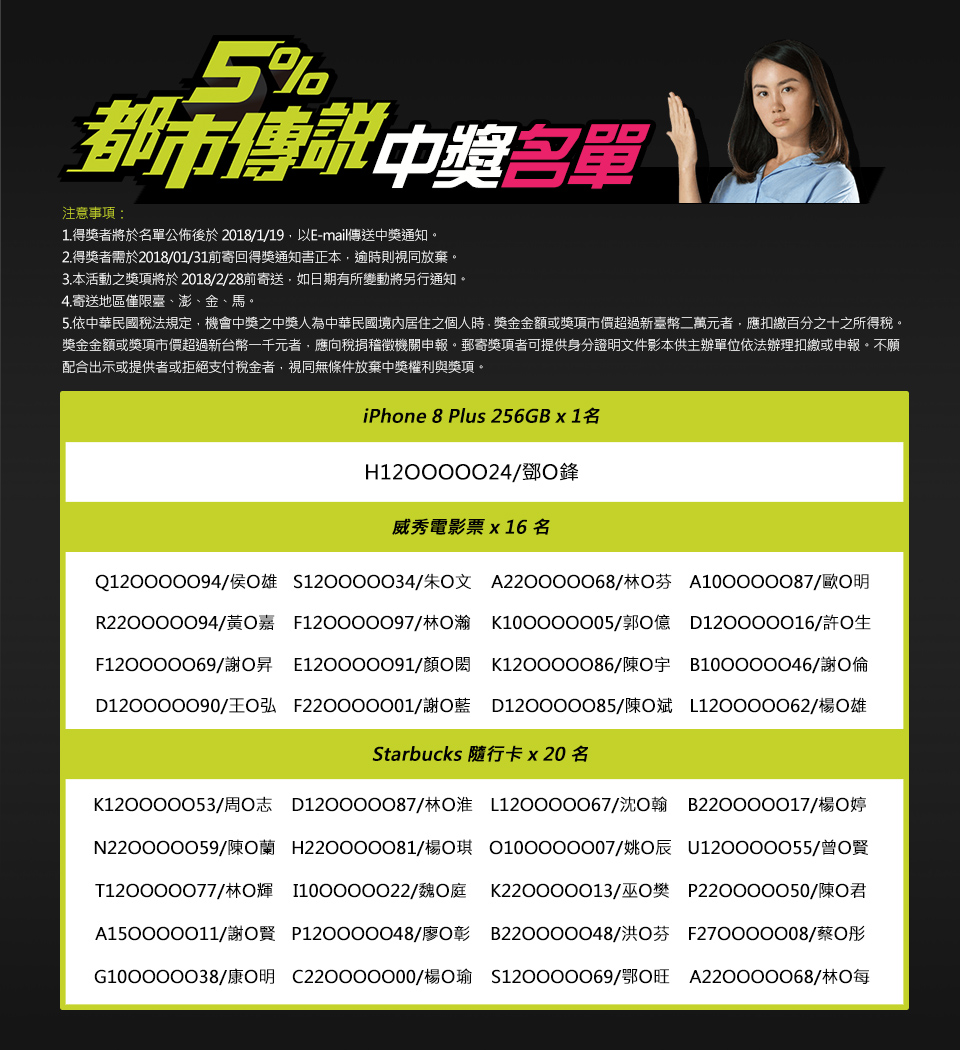 5%
都市傳說中獎名單
注意事項：
1.得獎者將於名單公佈後於 2018/1/19，以E-mail傳送中獎通知。
2.得獎者需於2018/01/31前寄回得獎通知書正本，逾時則視同放棄。
3.本活動之獎項將於 2018/2/28前寄送，如日期有所變動將另行通知。
4.寄送地區僅限臺、澎、金、馬。
5.依中華民國稅法規定，機會中獎之中獎人為中華民國境內居住之個人時，獎金金額或獎項市價超過新臺幣二萬元者，應扣繳百分之十之所得稅。
獎金金額或獎項市價超過新台幣一千元者，應向稅捐稽徵機關申報。郵寄獎項者可提供身分證明文件影本供主辦單位依法辦理扣繳或申報。不願
配合出示或提供者或拒絕支付稅金者，視同無條件放棄中獎權利與獎項。
iPhone 8 Plus 256GB x 1名
H12OOOOO24/鄧O鋒
威秀電影票 x 16 名
Q12OOOOO94/侯O雄 S12OOOOO34/朱O文 A22OOOOO68/林O芬 A10OOOOO87/歐O明
R22OOOOO94/黃O嘉 F12OOOOO97/林O瀚 K10OOOOO05/郭O億 D12OOOOO16/許O生
F12OOOOO69/謝O昇 E12OOOOO91/顏O閎 K12OOOOO86/陳O宇 B10OOOOO46/謝O倫
D12OOOOO90/王O弘 F22OOOOO01/謝O藍 D12OOOOO85/陳O斌 L12OOOOO62/楊O雄
Starbucks 隨行卡 x 20 名
K12OOOOO53/周O志 D12OOOOO87/林O淮 L12OOOOO67/沈O翰 B22OOOOO17/楊O婷
N22OOOOO59/陳O蘭 H22OOOOO81/楊O琪 O10OOOOO07/姚O辰 U12OOOOO55/曾O賢
T12OOOOO77/林O輝 I10OOOOO22/魏O庭 K22OOOOO13/巫O樊 P22OOOOO50/陳O君
A15OOOOO11/謝O賢 P12OOOOO48/廖O彰 B22OOOOO48/洪O芬 F27OOOOO08/蔡O彤
G10OOOOO38/康O明 C22OOOOO00/楊O瑜 S12OOOOO69/鄂O旺 A22OOOOO68/林O每